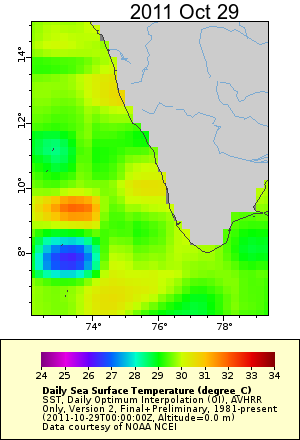 2011 Oct 29
14°
12°
10°
8°
74°
76°
78°
24 25 26 27 28 29 30 31 32 33 34
Daily Sea Surface Temperature (degree_C)
SST, Daily Optimum Interpolation (OI), AVHRR
Only, Version 2, Final+Preliminary, 1981-present
(2011-10-29T00:00:00Z, Altitude=0.0 m)
Data courtesy of NOAA NCEI